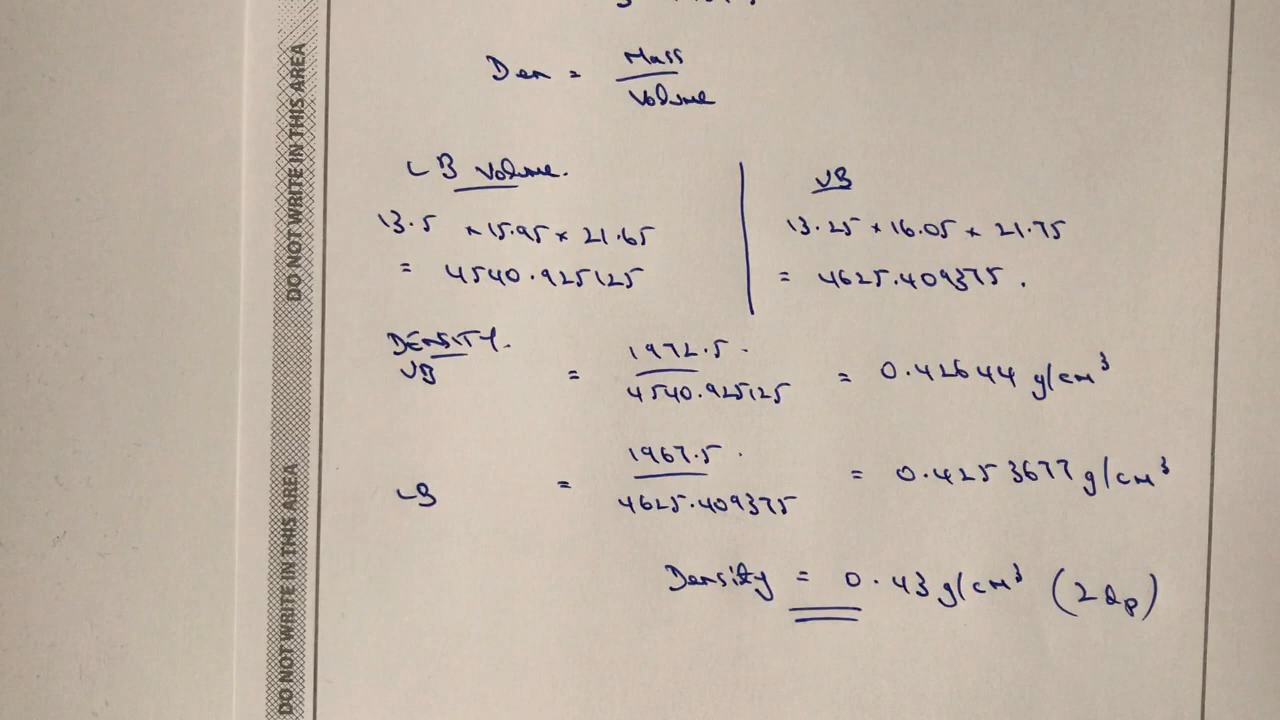 Den = Mass / Volume
LB Volume.
13.5 × 15.95 × 21.65
= 4540.925125
UB
13.25 × 16.05 × 21.75
= 4625.409375.
DENSITY.
UB = 1972.5 / 4540.925125 = 0.42644 g/cm³
LB = 1967.5 / 4625.409375 = 0.4253677 g/cm³
Density = 0.43 g/cm³ (2dp)
DO NOT WRITE IN THIS AREA
DO NOT WRITE IN THIS AREA